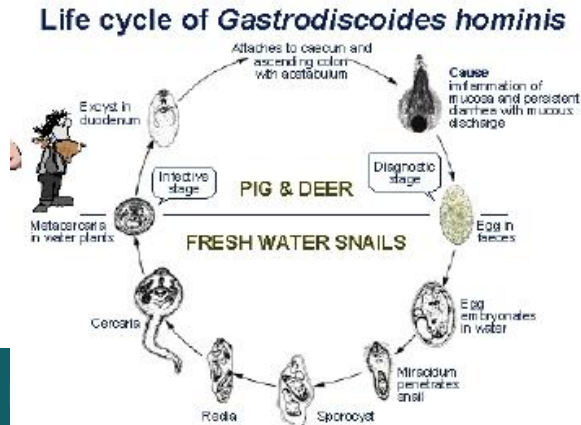 Life cycle of Gastrodiscoides hominis
Attaches to caecum and
ascending colon
with acetabulum
Cause
imflammation of
mucosa and persistent
diarrhea with mucous
discharge
Excyst in
duodenum
Infective
stage
Diagnostic
stage
PIG & DEER
Metacercaria
in water plants
Egg in
faeces
FRESH WATER SNAILS
Cercaria
Egg
embryonates
in water
Miracidium
penetrates
snail
Redia
Sporocyst